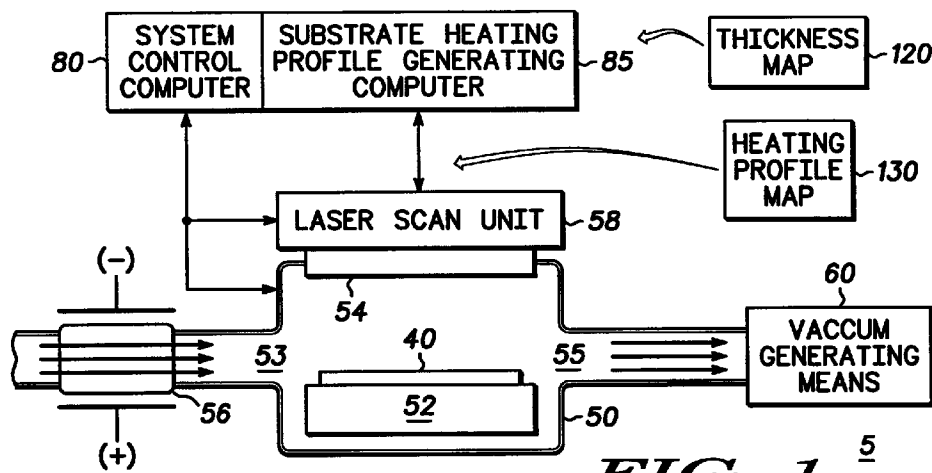 80
SYSTEM
CONTROL
COMPUTER
SUBSTRATE HEATING
PROFILE GENERATING
COMPUTER
85
THICKNESS
MAP
120
HEATING
PROFILE
MAP
130
LASER SCAN UNIT
58
54
(-)
53
40
55
60
VACCUM
GENERATING
MEANS
56
52
50
(+)
FIG. 1
5